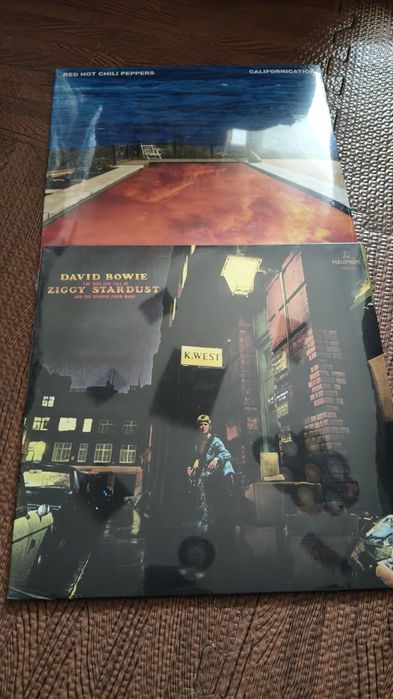 RED HOT CHILI PEPPERS CALIFORNICATION
DAVID BOWIE
THE RISE AND FALL OF
ZIGGY STARDUST
AND THE SPIDERS FROM MARS
PARLOPHONE
K.WEST